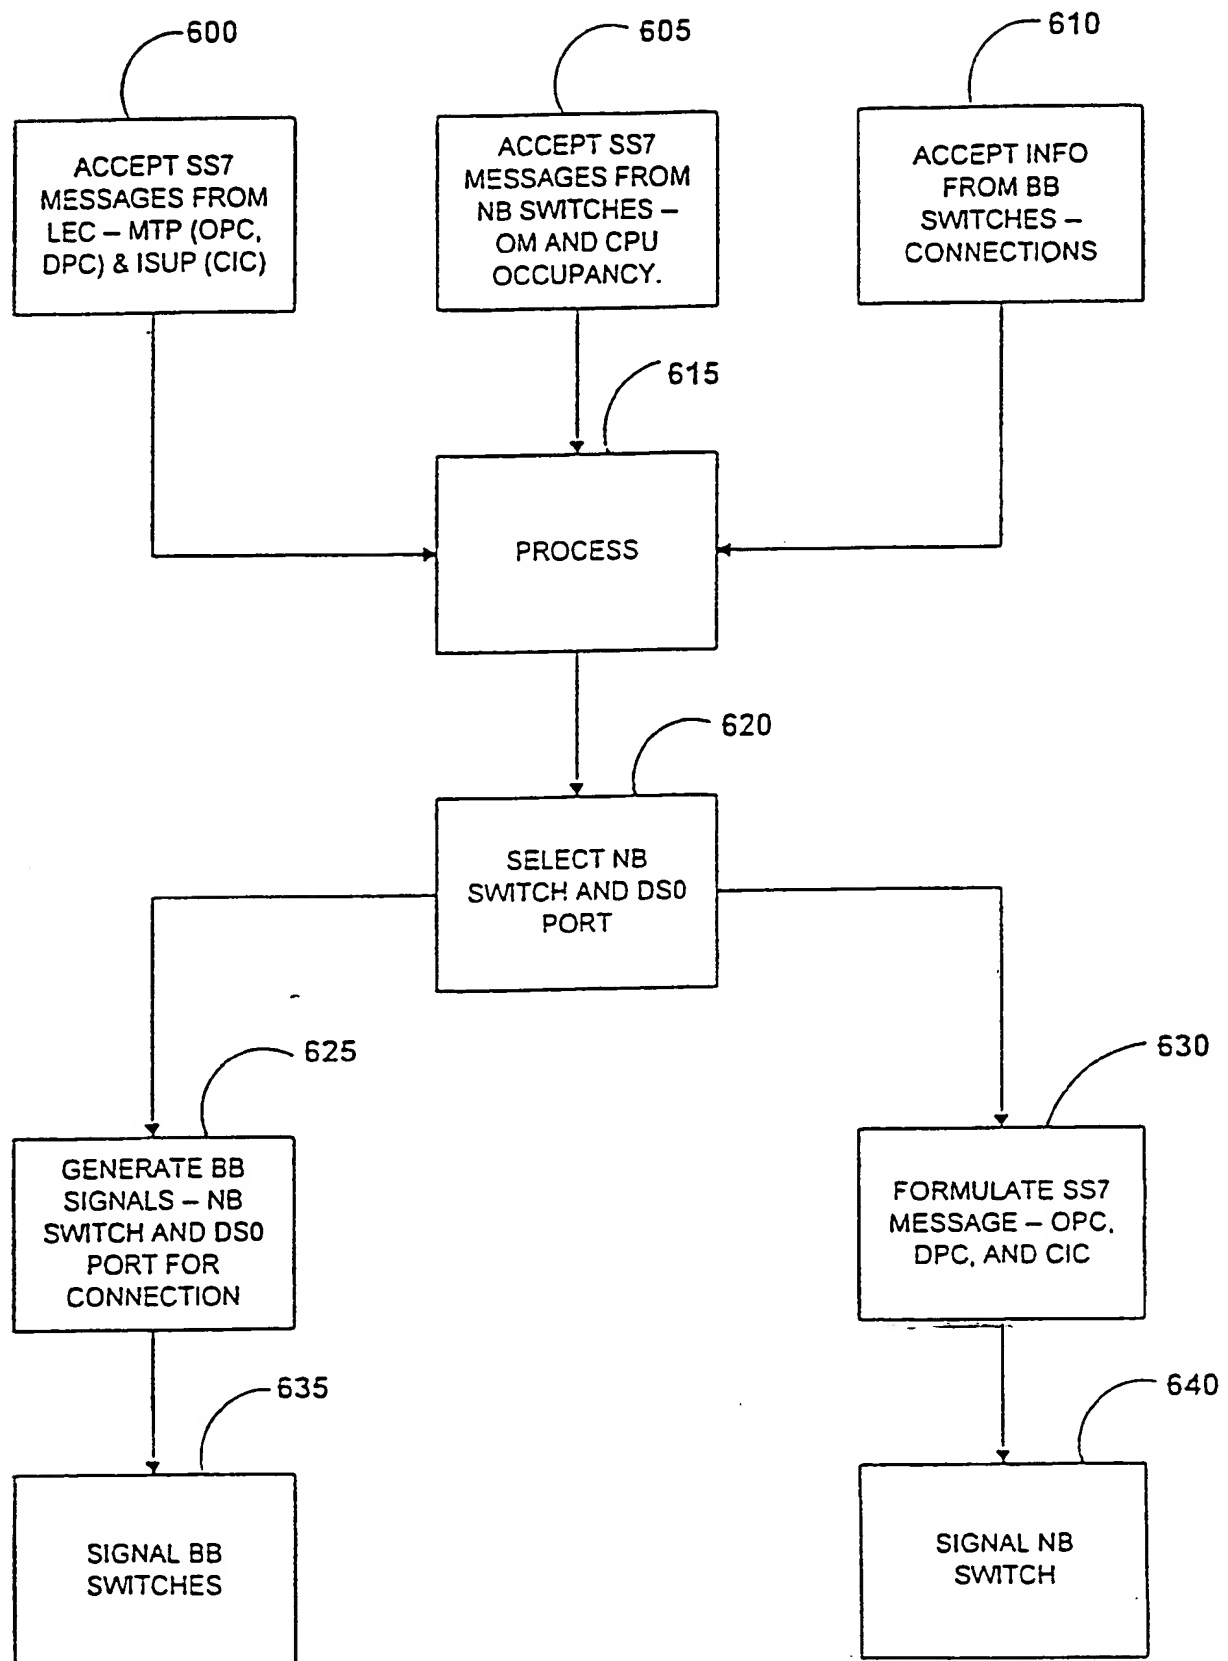 600
605
610
ACCEPT SS7
MESSAGES FROM
LEC – MTP (OPC,
DPC) & ISUP (CIC)
ACCEPT SS7
MESSAGES FROM
NB SWITCHES –
OM AND CPU
OCCUPANCY.
ACCEPT INFO
FROM BB
SWITCHES –
CONNECTIONS
615
PROCESS
620
SELECT NB
SWITCH AND DS0
PORT
625
630
GENERATE BB
SIGNALS – NB
SWITCH AND DS0
PORT FOR
CONNECTION
FORMULATE SS7
MESSAGE – OPC,
DPC, AND CIC
635
640
SIGNAL BB
SWITCHES
SIGNAL NB
SWITCH